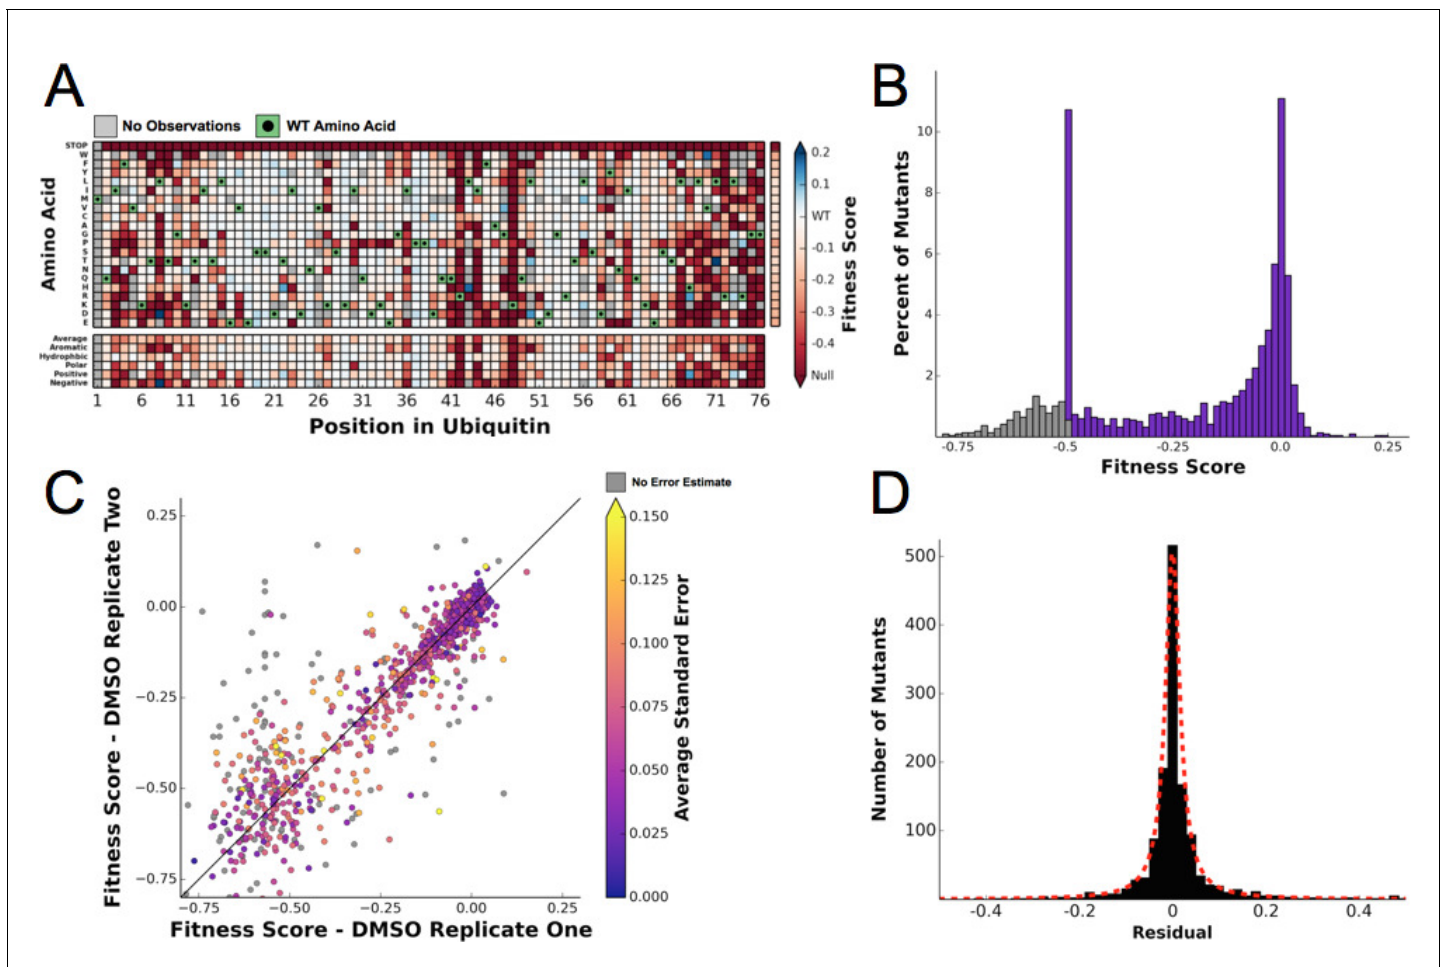 A
No Observations
WT Amino Acid
Amino Acid
STOP
W
F
Y
L
I
M
V
C
A
G
P
S
T
N
Q
H
R
K
D
E
Average
Aromatic
Hydrophbic
Polar
Positive
Negative
1 6 11 16 21 26 31 36 41 46 51 56 61 66 71 76
Position in Ubiquitin
0.2
0.1
WT
-0.1
-0.2
-0.3
-0.4
Null
Fitness Score
B
Percent of Mutants
10
8
6
4
2
-0.75 -0.5 -0.25 0.0 0.25
Fitness Score
C
Fitness Score - DMSO Replicate Two
0.25
0.00
−0.25
−0.50
−0.75
−0.75 −0.50 −0.25 0.00 0.25
Fitness Score - DMSO Replicate One
No Error Estimate
0.150
0.125
0.100
0.075
0.050
0.025
0.000
Average Standard Error
D
Number of Mutants
500
400
300
200
100
-0.4 -0.2 0 0.2 0.4
Residual